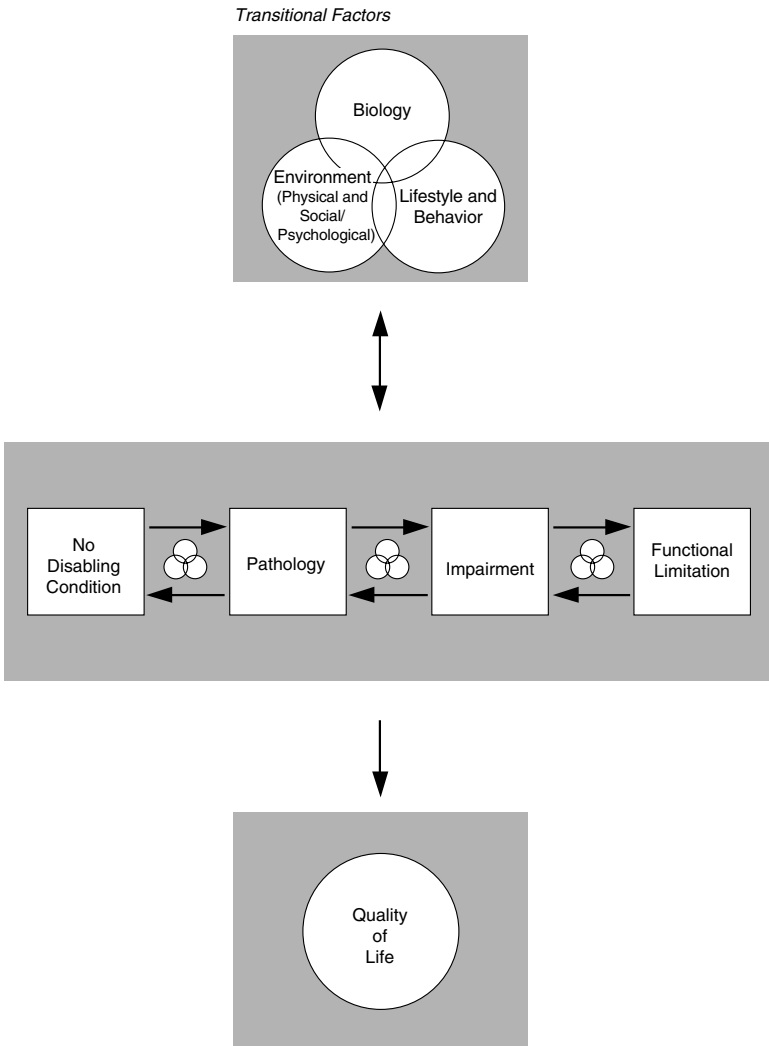 Transitional Factors
Biology
Environment
(Physical and
Social/
Psychological)
Lifestyle and
Behavior
No
Disabling
Condition
Pathology
Impairment
Functional
Limitation
Quality
of
Life